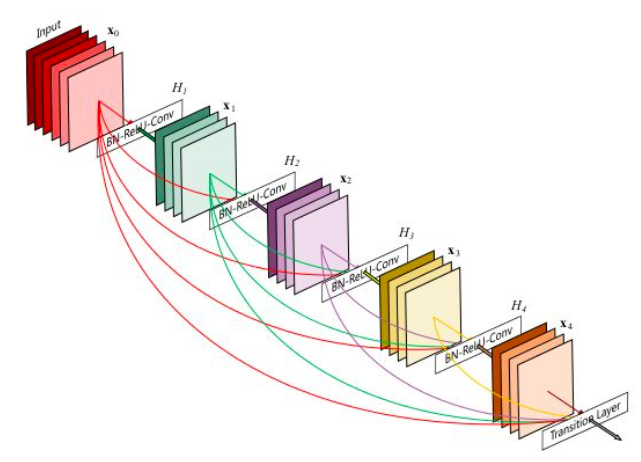 Input
x₀
H₁
BN-ReLU-Conv
x₁
H₂
BN-ReLU-Conv
x₂
H₃
BN-ReLU-Conv
x₃
H₄
BN-ReLU-Conv
x₄
Transition Layer